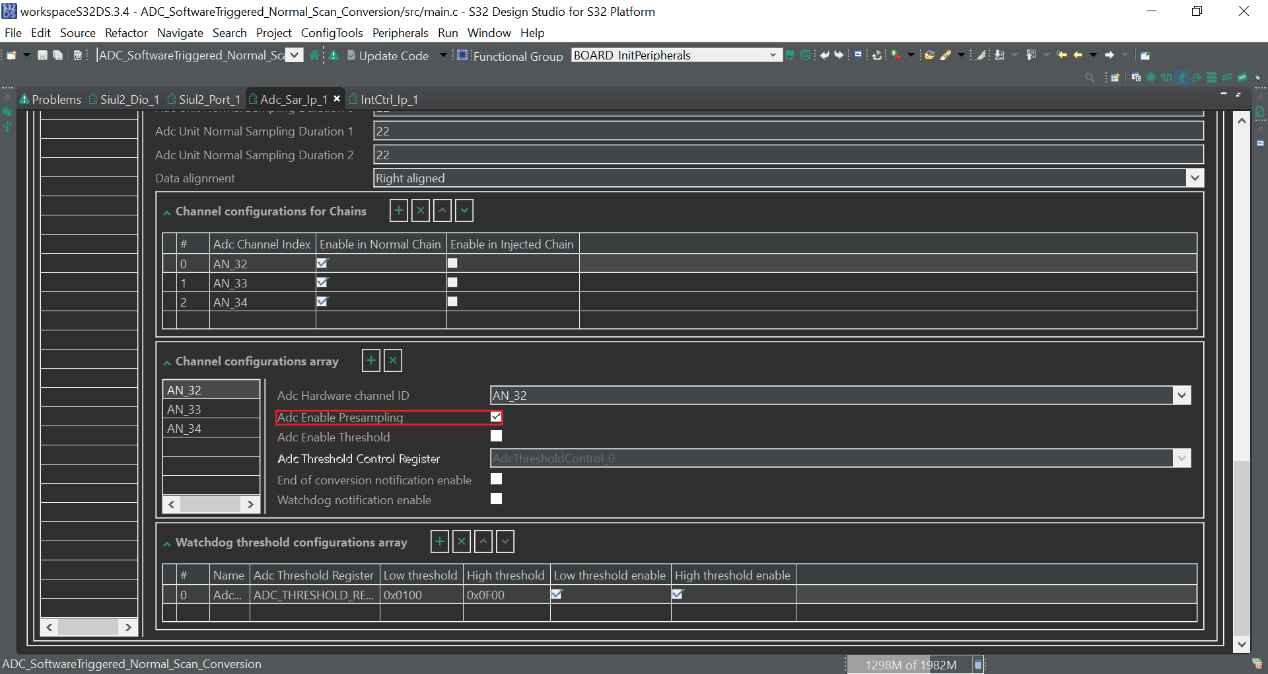 workspaceS32DS.3.4 - ADC_SoftwareTriggered_Normal_Scan_Conversion/src/main.c - S32 Design Studio for S32 Platform
File Edit Source Refactor Navigate Search Project ConfigTools Peripherals Run Window Help
ADC_SoftwareTriggered_Normal_Sca Update Code Functional Group BOARD_InitPeripherals
Problems Siul2_Dio_1 Siul2_Port_1 Adc_Sar_Ip_1 IntCtrl_Ip_1
Adc Unit Normal Sampling Duration 1 22
Adc Unit Normal Sampling Duration 2 22
Data alignment Right aligned
Channel configurations for Chains
# Adc Channel Index Enable in Normal Chain Enable in Injected Chain
0 AN_32
1 AN_33
2 AN_34
Channel configurations array
AN_32
AN_33
AN_34
Adc Hardware channel ID AN_32
Adc Enable Presampling
Adc Enable Threshold
Adc Threshold Control Register AdcThresholdControl_0
End of conversion notification enable
Watchdog notification enable
Watchdog threshold configurations array
# Name Adc Threshold Register Low threshold High threshold Low threshold enable High threshold enable
0 Adc... ADC_THRESHOLD_RE... 0x0100 0x0F00
ADC_SoftwareTriggered_Normal_Scan_Conversion 1298M of 1982M